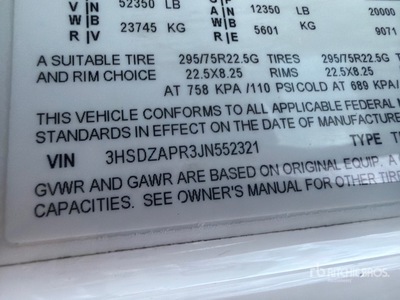 V IN 52350 LB 12350 LB 20000
W B
W B 23745 KG W B 5601 KG 9071
R V R E
A SUITABLE TIRE 295/75R22.5G TIRES 295/75R22.5G
AND RIM CHOICE 22.5X8.25 RIMS 22.5X8.25
AT 758 KPA/110 PSI COLD AT 689 KPA/
THIS VEHICLE CONFORMS TO ALL APPLICABLE FEDERAL
STANDARDS IN EFFECT ON THE DATE OF MANUFACTURE
VIN 3HSDZAPR3JN552321 TYPE
GVWR AND GAWR ARE BASED ON ORIGINAL EQUIP. A
CAPACITIES. SEE OWNER'S MANUAL FOR OTHER TIRE
RITCHIE BROS.